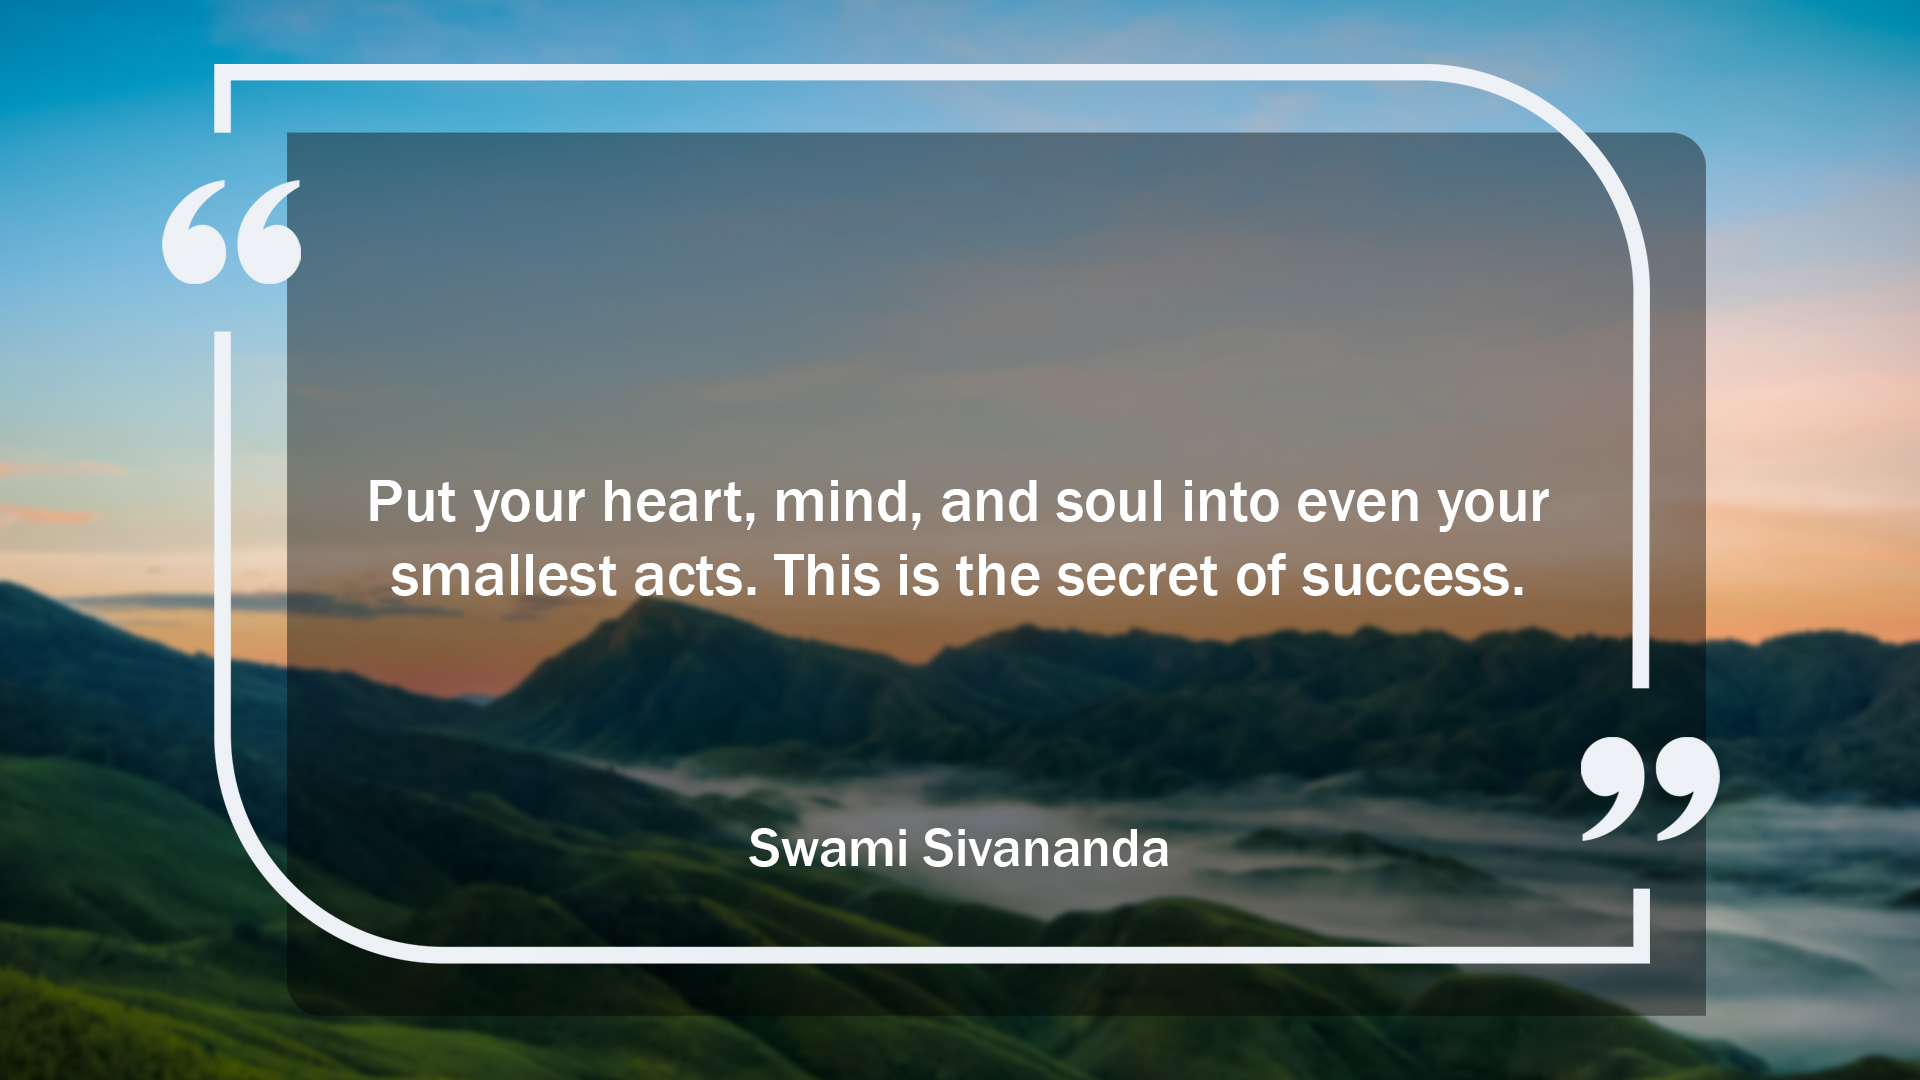 “
Put your heart, mind, and soul into even your
smallest acts. This is the secret of success.
”
Swami Sivananda